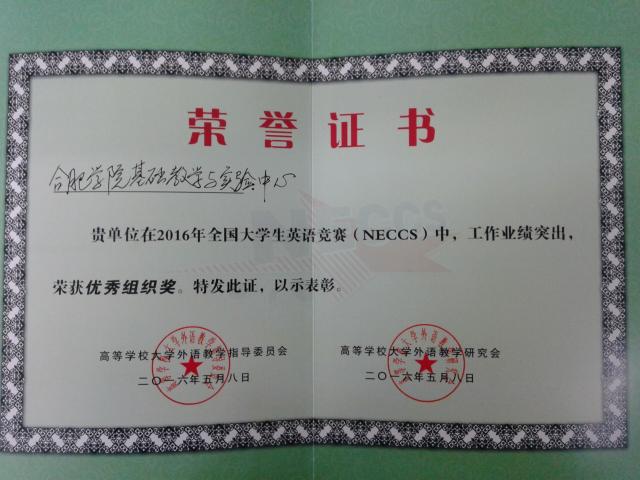 荣誉证书
合肥学院基础教学与实验中心
NECCS
贵单位在2016年全国大学生英语竞赛（NECCS）中，工作业绩突出，
荣获优秀组织奖。特发此证，以示表彰。
高等学校大学外语教学指导委员会
二〇一六年五月八日
高等学校大学外语教学研究会
二〇一六年五月八日